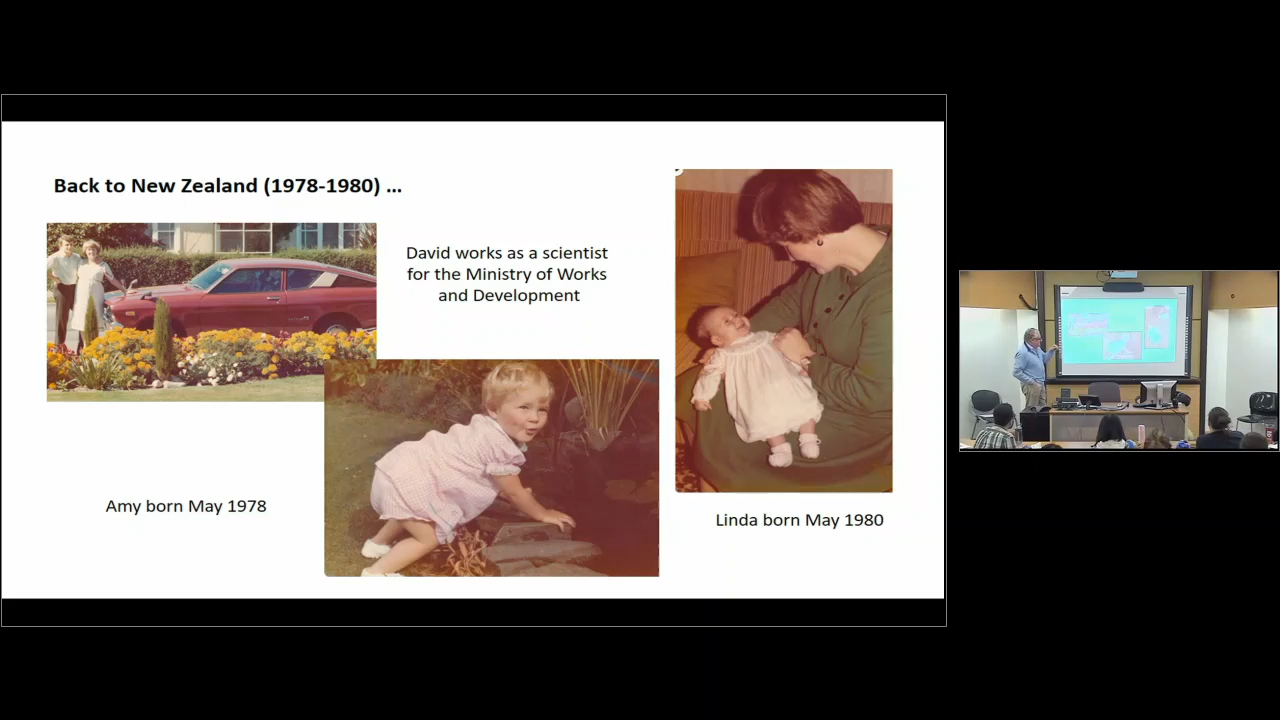 Back to New Zealand (1978-1980) ...
David works as a scientist
for the Ministry of Works
and Development
Amy born May 1978
Linda born May 1980